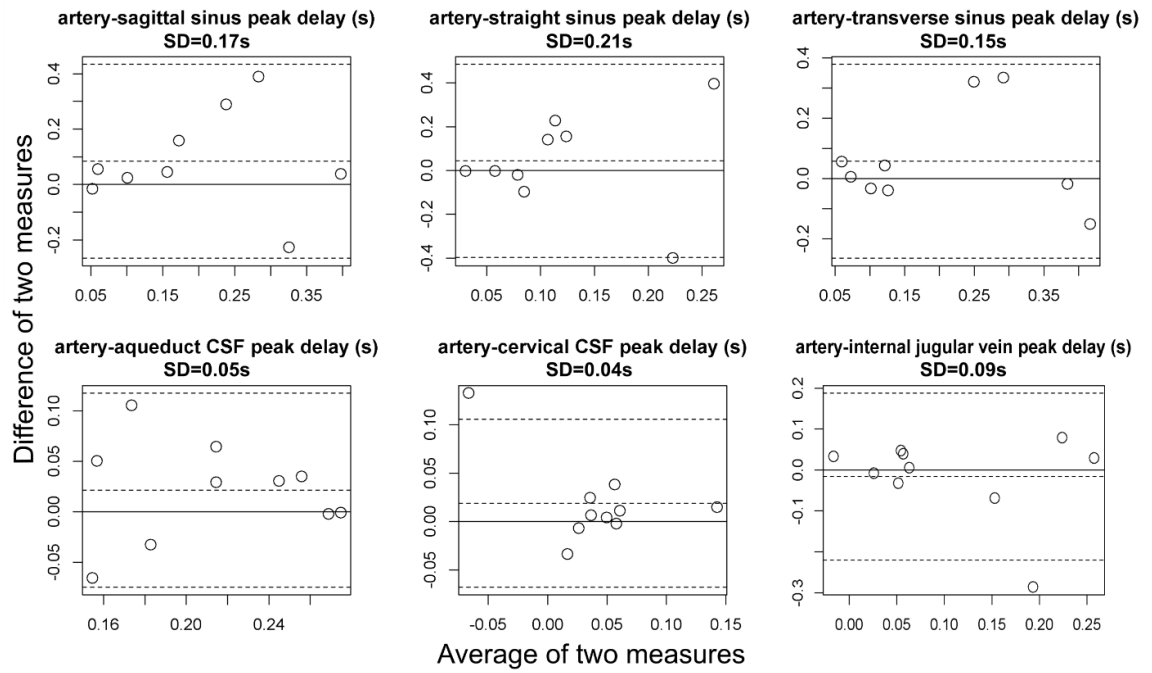 artery-sagittal sinus peak delay (s)
SD=0.17s
0.4
0.2
0.0
-0.2
0.05 0.15 0.25 0.35
artery-straight sinus peak delay (s)
SD=0.21s
0.4
0.2
0.0
-0.2
-0.4
0.05 0.10 0.15 0.20 0.25
artery-transverse sinus peak delay (s)
SD=0.15s
0.4
0.2
0.0
-0.2
0.05 0.15 0.25 0.35
Difference of two measures
artery-aqueduct CSF peak delay (s)
SD=0.05s
0.10
0.05
0.00
-0.05
0.16 0.20 0.24
artery-cervical CSF peak delay (s)
SD=0.04s
0.10
0.05
0.00
-0.05
-0.05 0.00 0.05 0.10 0.15
artery-internal jugular vein peak delay (s)
SD=0.09s
0.2
0.1
0.0
-0.1
-0.3
0.00 0.05 0.10 0.15 0.20 0.25
Average of two measures